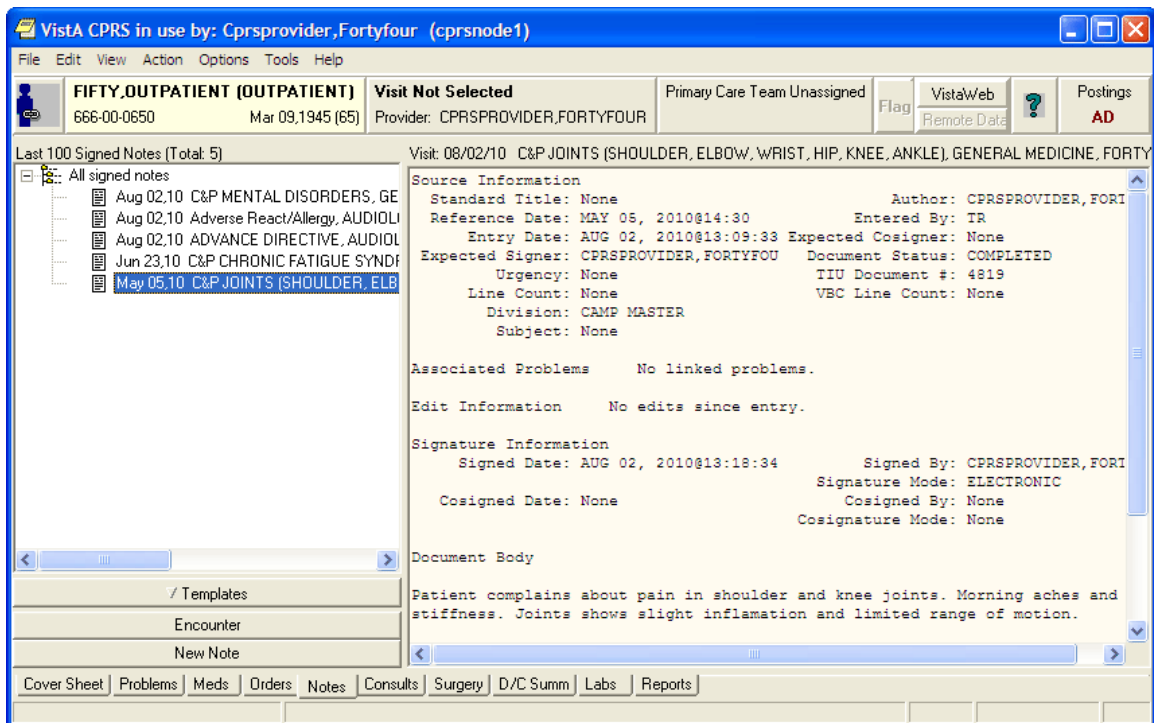 VistA CPRS in use by: Cprsprovider,Fortyfour (cprsnode1)
File Edit View Action Options Tools Help
FIFTY,OUTPATIENT (OUTPATIENT)
666-00-0650 Mar 09,1945 (65)
Visit Not Selected
Provider: CPRSPROVIDER,FORTYFOUR
Primary Care Team Unassigned
Flag
VistaWeb
Remote Data
?
Postings
AD
Last 100 Signed Notes (Total: 5)
All signed notes
Aug 02,10 C&P MENTAL DISORDERS, GE
Aug 02,10 Adverse React/Allergy, AUDIOL
Aug 02,10 ADVANCE DIRECTIVE, AUDIOL
Jun 23,10 C&P CHRONIC FATIGUE SYNDF
May 05,10 C&P JOINTS (SHOULDER, ELB
Templates
Encounter
New Note
Visit: 08/02/10 C&P JOINTS (SHOULDER, ELBOW, WRIST, HIP, KNEE, ANKLE), GENERAL MEDICINE, FORTY
Source Information
Standard Title: None Author: CPRSPROVIDER,FORT
Reference Date: MAY 05, 2010@14:30 Entered By: TR
Entry Date: AUG 02, 2010@13:09:33 Expected Cosigner: None
Expected Signer: CPRSPROVIDER,FORTYFOU Document Status: COMPLETED
Urgency: None TIU Document #: 4819
Line Count: None VBC Line Count: None
Division: CAMP MASTER
Subject: None
Associated Problems No linked problems.
Edit Information No edits since entry.
Signature Information
Signed Date: AUG 02, 2010@13:18:34 Signed By: CPRSPROVIDER,FORT
Signature Mode: ELECTRONIC
Cosigned Date: None Cosigned By: None
Cosignature Mode: None
Document Body
Patient complains about pain in shoulder and knee joints. Morning aches and
stiffness. Joints shows slight inflamation and limited range of motion.
Cover Sheet Problems Meds Orders Notes Consults Surgery D/C Summ Labs Reports